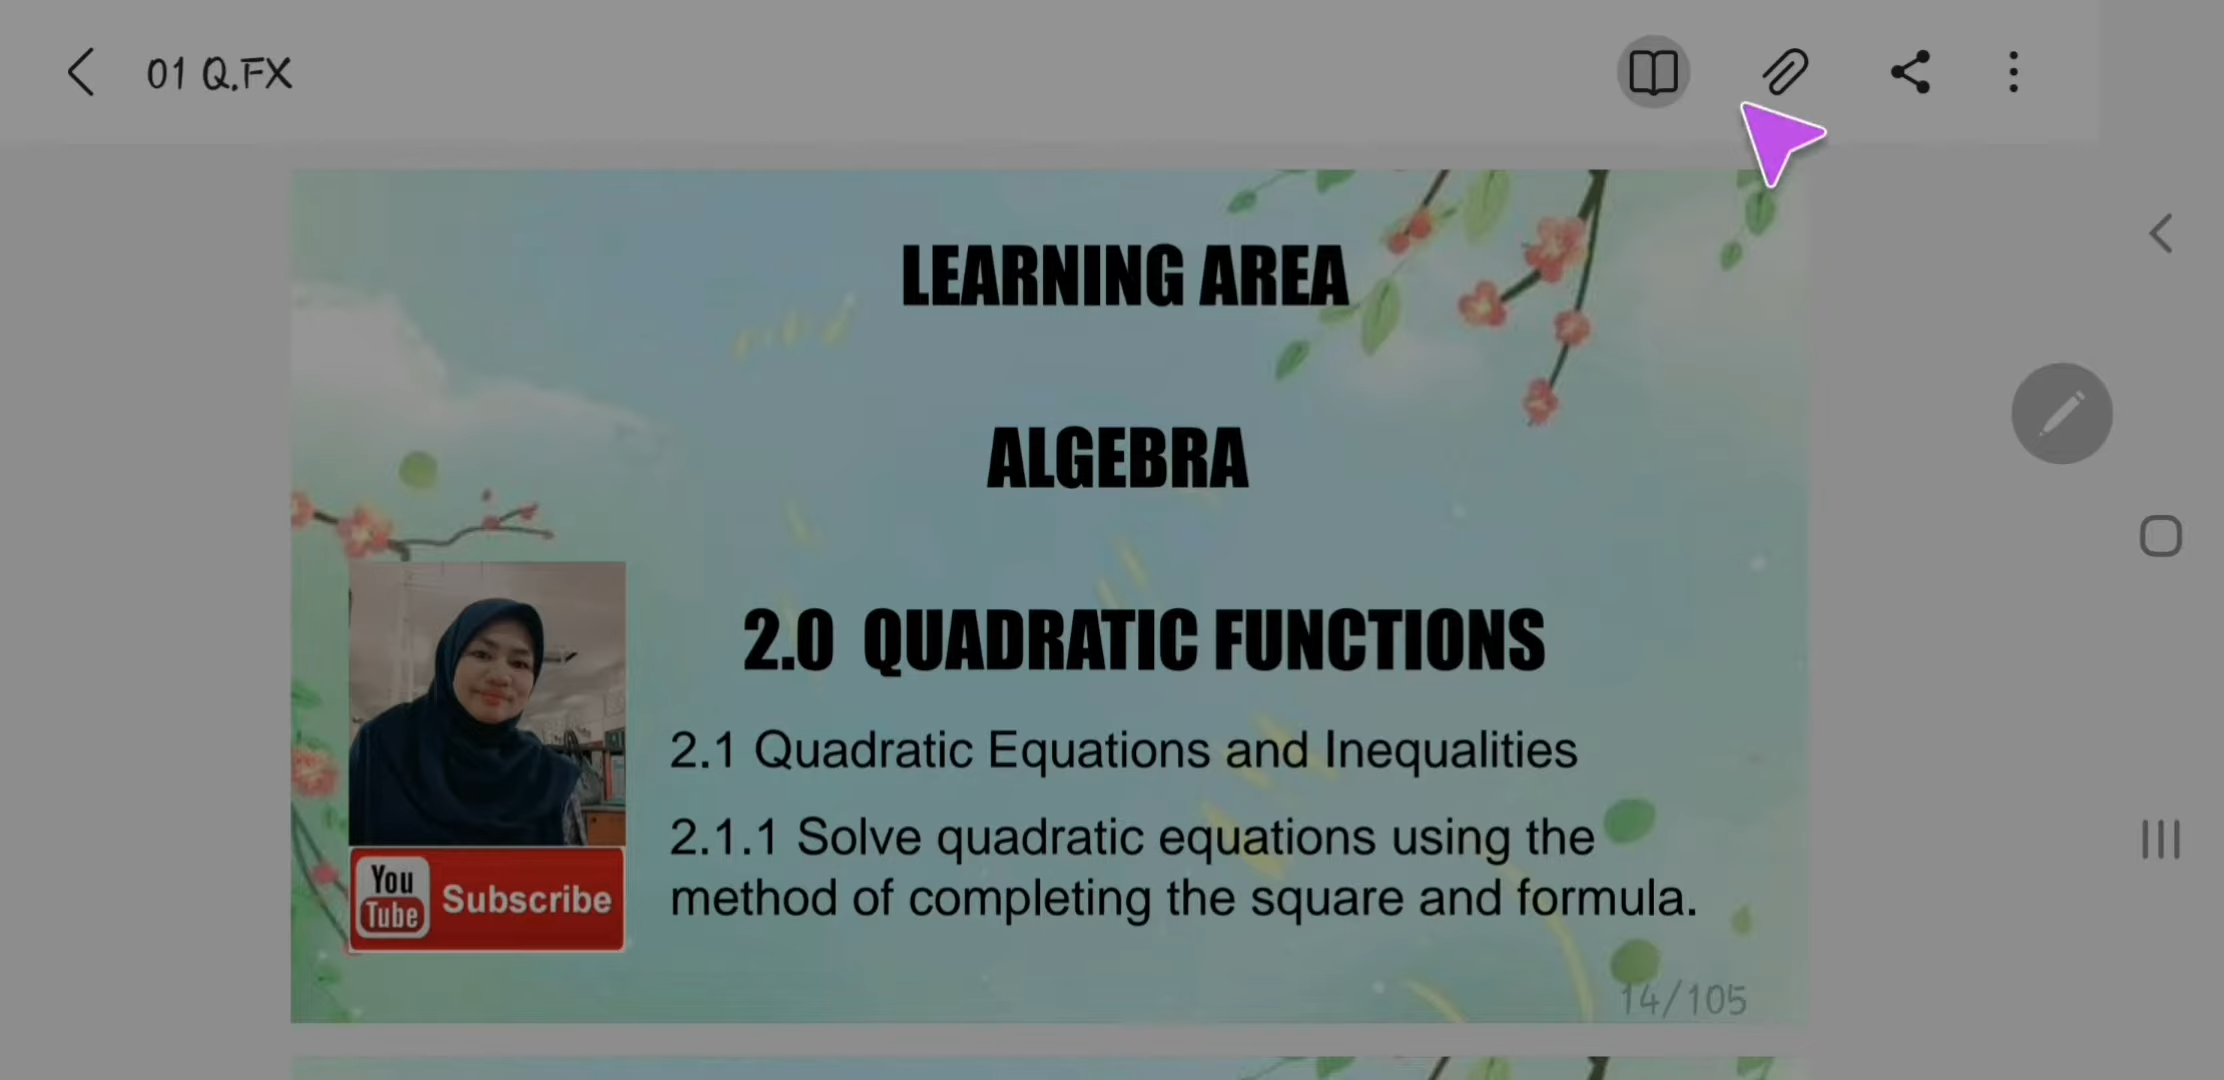 01 Q.FX
LEARNING AREA
ALGEBRA
2.0 QUADRATIC FUNCTIONS
2.1 Quadratic Equations and Inequalities
2.1.1 Solve quadratic equations using the
method of completing the square and formula.
You
Tube
Subscribe
14/105